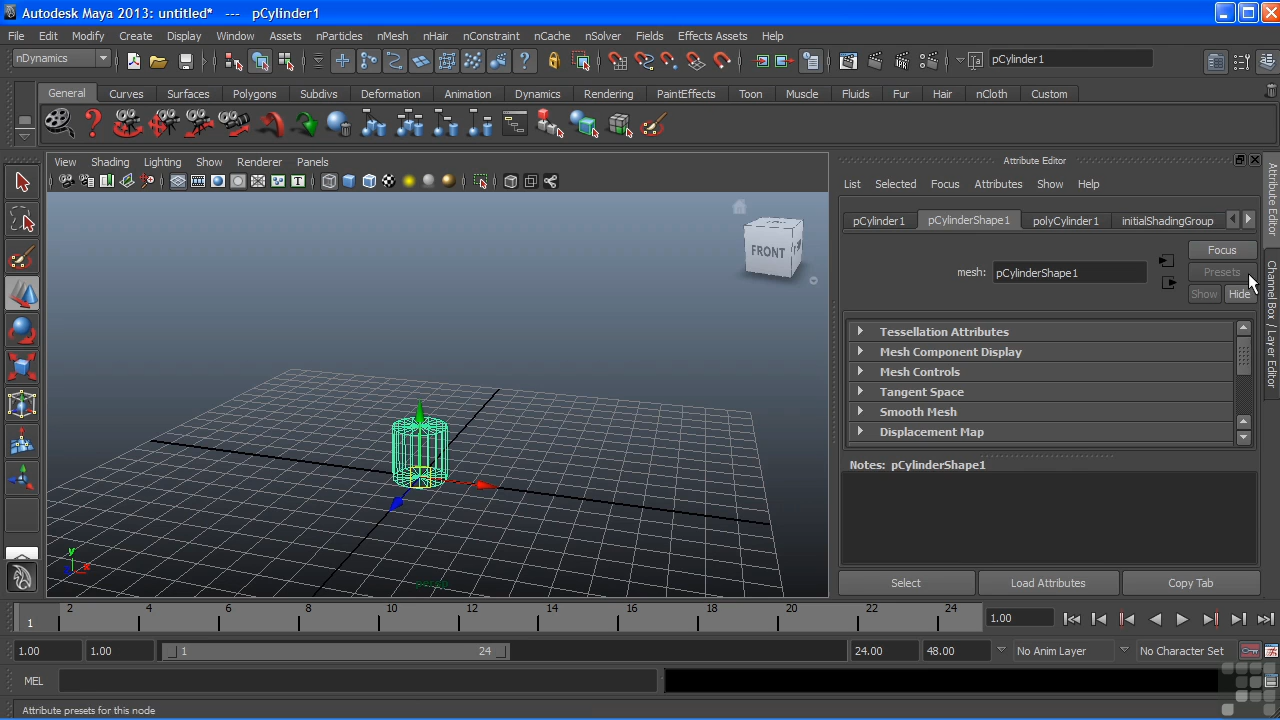 Autodesk Maya 2013: untitled* --- pCylinder1
File Edit Modify Create Display Window Assets nParticles nMesh nHair nConstraint nCache nSolver Fields Effects Assets Help
nDynamics pCylinder1
General Curves Surfaces Polygons Subdivs Deformation Animation Dynamics Rendering PaintEffects Toon Muscle Fluids Fur Hair nCloth Custom
View Shading Lighting Show Renderer Panels
FRONT
y
x
z
persp
Attribute Editor
List Selected Focus Attributes Show Help
pCylinder1 pCylinderShape1 polyCylinder1 initialShadingGroup
Focus
mesh: pCylinderShape1 Presets
Show Hide
Tessellation Attributes
Mesh Component Display
Mesh Controls
Tangent Space
Smooth Mesh
Displacement Map
Notes: pCylinderShape1
Select Load Attributes Copy Tab
Attribute Editor
Channel Box / Layer Editor
1 2 4 6 8 10 12 14 16 18 20 22 24 1.00
1.00 1.00 1 24 24.00 48.00 No Anim Layer No Character Set
MEL
Attribute presets for this node